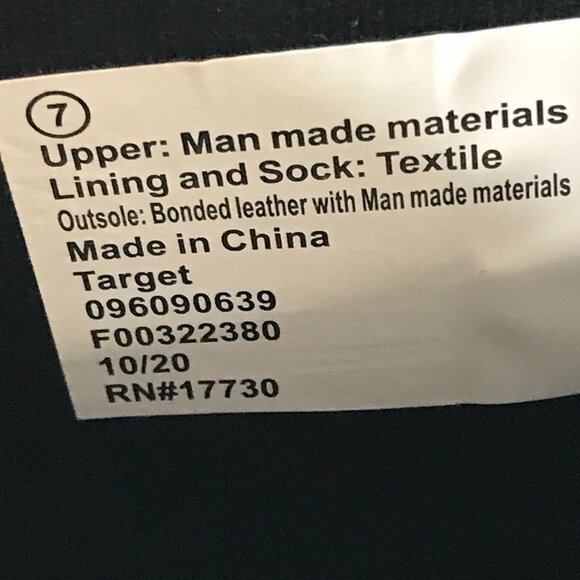 7
Upper: Man made materials
Lining and Sock: Textile
Outsole: Bonded leather with Man made materials
Made in China
Target
096090639
F00322380
10/20
RN#17730